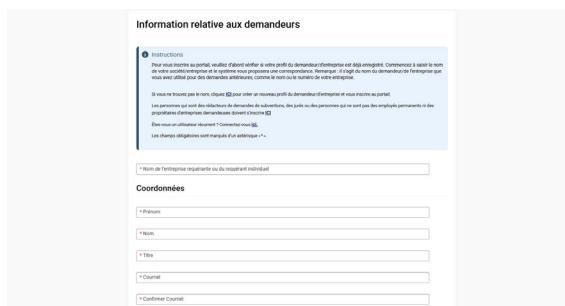 Information relative aux demandeurs
Instructions
Pour vous inscrire au portail, veuillez d'abord vérifier si votre profil du demandeur/d'entreprise est déjà enregistré. Commencez à saisir le nom
de votre société/entreprise et le système vous proposera une correspondance. Remarque : il s'agit du nom du demandeur/de l'entreprise que
vous avez utilisé pour des demandes antérieures, comme le nom ou le numéro de votre entreprise.
Si vous ne trouvez pas le nom, cliquez ICI pour créer un nouveau profil du demandeur/d'entreprise et vous inscrire au portail.
Les personnes qui sont des rédacteurs de demandes de subventions, des jurés ou des personnes qui ne sont pas des employés permanents ni des
propriétaires d'entreprises demandeuses doivent s'inscrire ICI
Êtes-vous un utilisateur récurrent ? Connectez-vous ici.
Les champs obligatoires sont marqués d'un astérisque « * ».
* Nom de l'entreprise requérante ou du requérant individuel
Coordonnées
* Prénom
* Nom
* Titre
* Courriel
* Confirmer Courriel